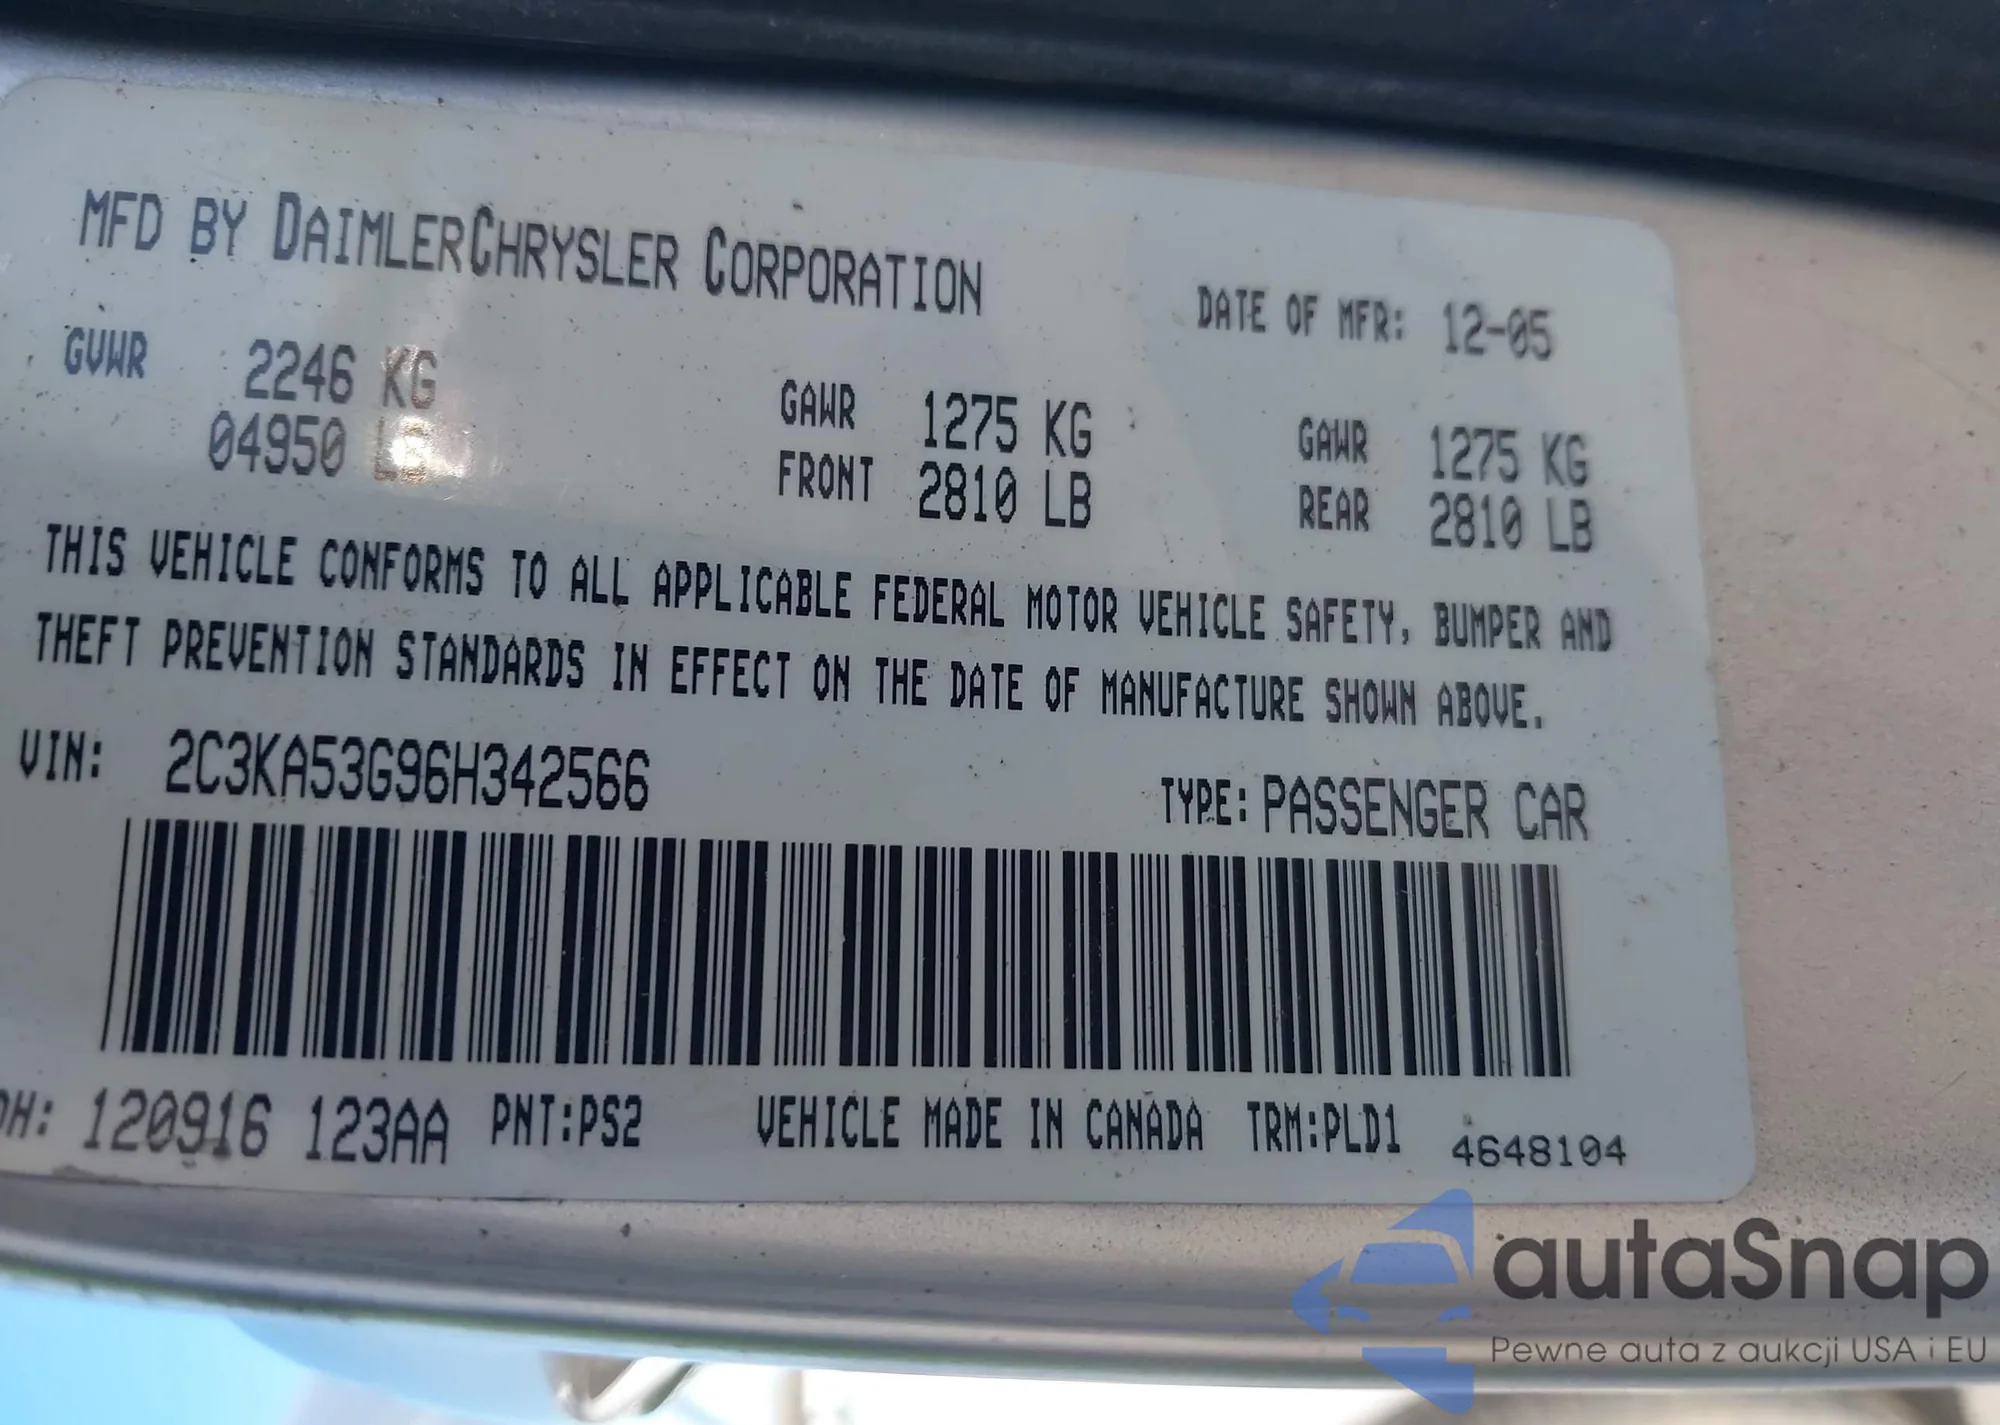 MFD BY DAIMLERCHRYSLER CORPORATION
DATE OF MFR: 12-05
GVWR 2246 KG
04950 LB
GAWR 1275 KG
FRONT 2810 LB
GAWR 1275 KG
REAR 2810 LB
THIS VEHICLE CONFORMS TO ALL APPLICABLE FEDERAL MOTOR VEHICLE SAFETY, BUMPER AND
THEFT PREVENTION STANDARDS IN EFFECT ON THE DATE OF MANUFACTURE SHOWN ABOVE.
VIN: 2C3KA53G96H342566
TYPE: PASSENGER CAR
DH: 120916 123AA PNT:PS2 VEHICLE MADE IN CANADA TRM:PLD1 4648104
autaSnap
Pewne auta z aukcji USA i EU